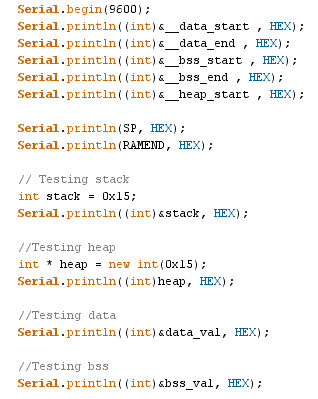 Serial.begin(9600);
Serial.println((int)&__data_start , HEX);
Serial.println((int)&__data_end , HEX);
Serial.println((int)&__bss_start , HEX);
Serial.println((int)&__bss_end , HEX);
Serial.println((int)&__heap_start , HEX);
Serial.println(SP, HEX);
Serial.println(RAMEND, HEX);
// Testing stack
int stack = 0x15;
Serial.println((int)&stack, HEX);
//Testing heap
int * heap = new int(0x15);
Serial.println((int)heap, HEX);
//Testing data
Serial.println((int)&data_val, HEX);
//Testing bss
Serial.println((int)&bss_val, HEX);